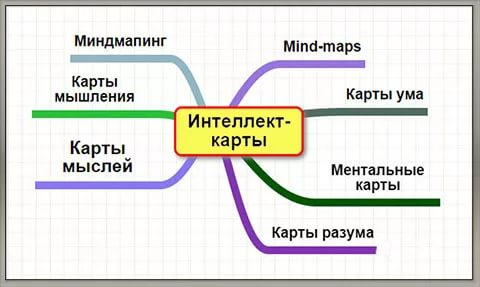 Миндмапинг
Mind-maps
Карты
мышления
Карты ума
Интеллект-
карты
Карты
мыслей
Ментальные
карты
Карты разума